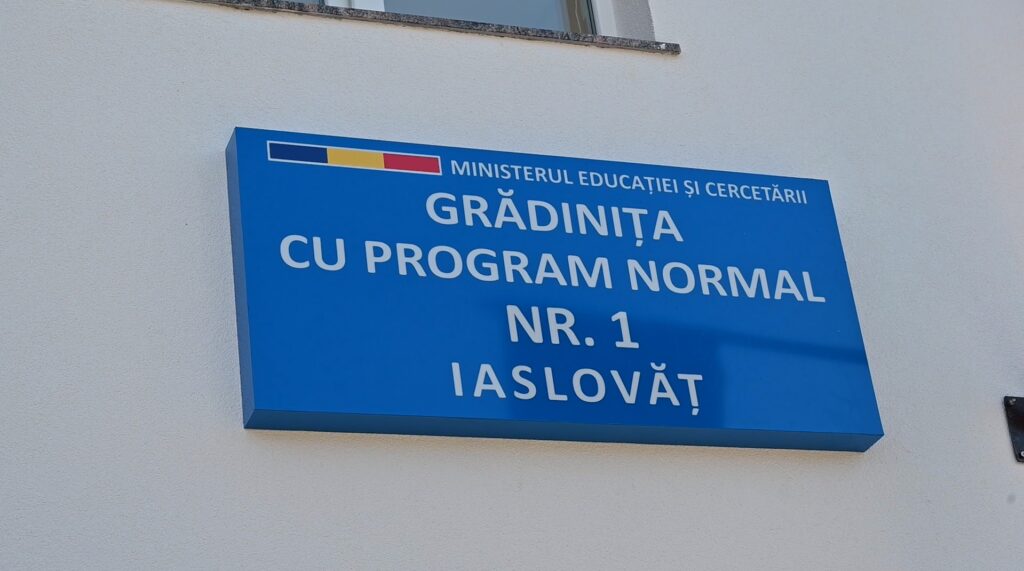 MINISTERUL EDUCAȚIEI ȘI CERCETĂRII
GRĂDINIȚA
CU PROGRAM NORMAL
NR. 1
IASLOVĂȚ